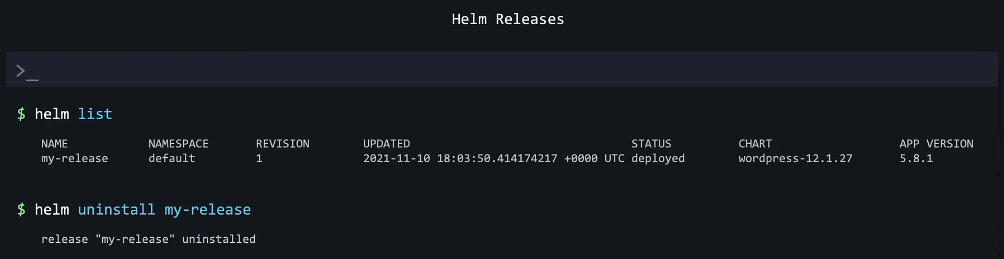 Helm Releases
>_
$ helm list
NAME NAMESPACE REVISION UPDATED STATUS CHART APP VERSION
my-release default 1 2021-11-10 18:03:50.414174217 +0000 UTC deployed wordpress-12.1.27 5.8.1
$ helm uninstall my-release
release "my-release" uninstalled